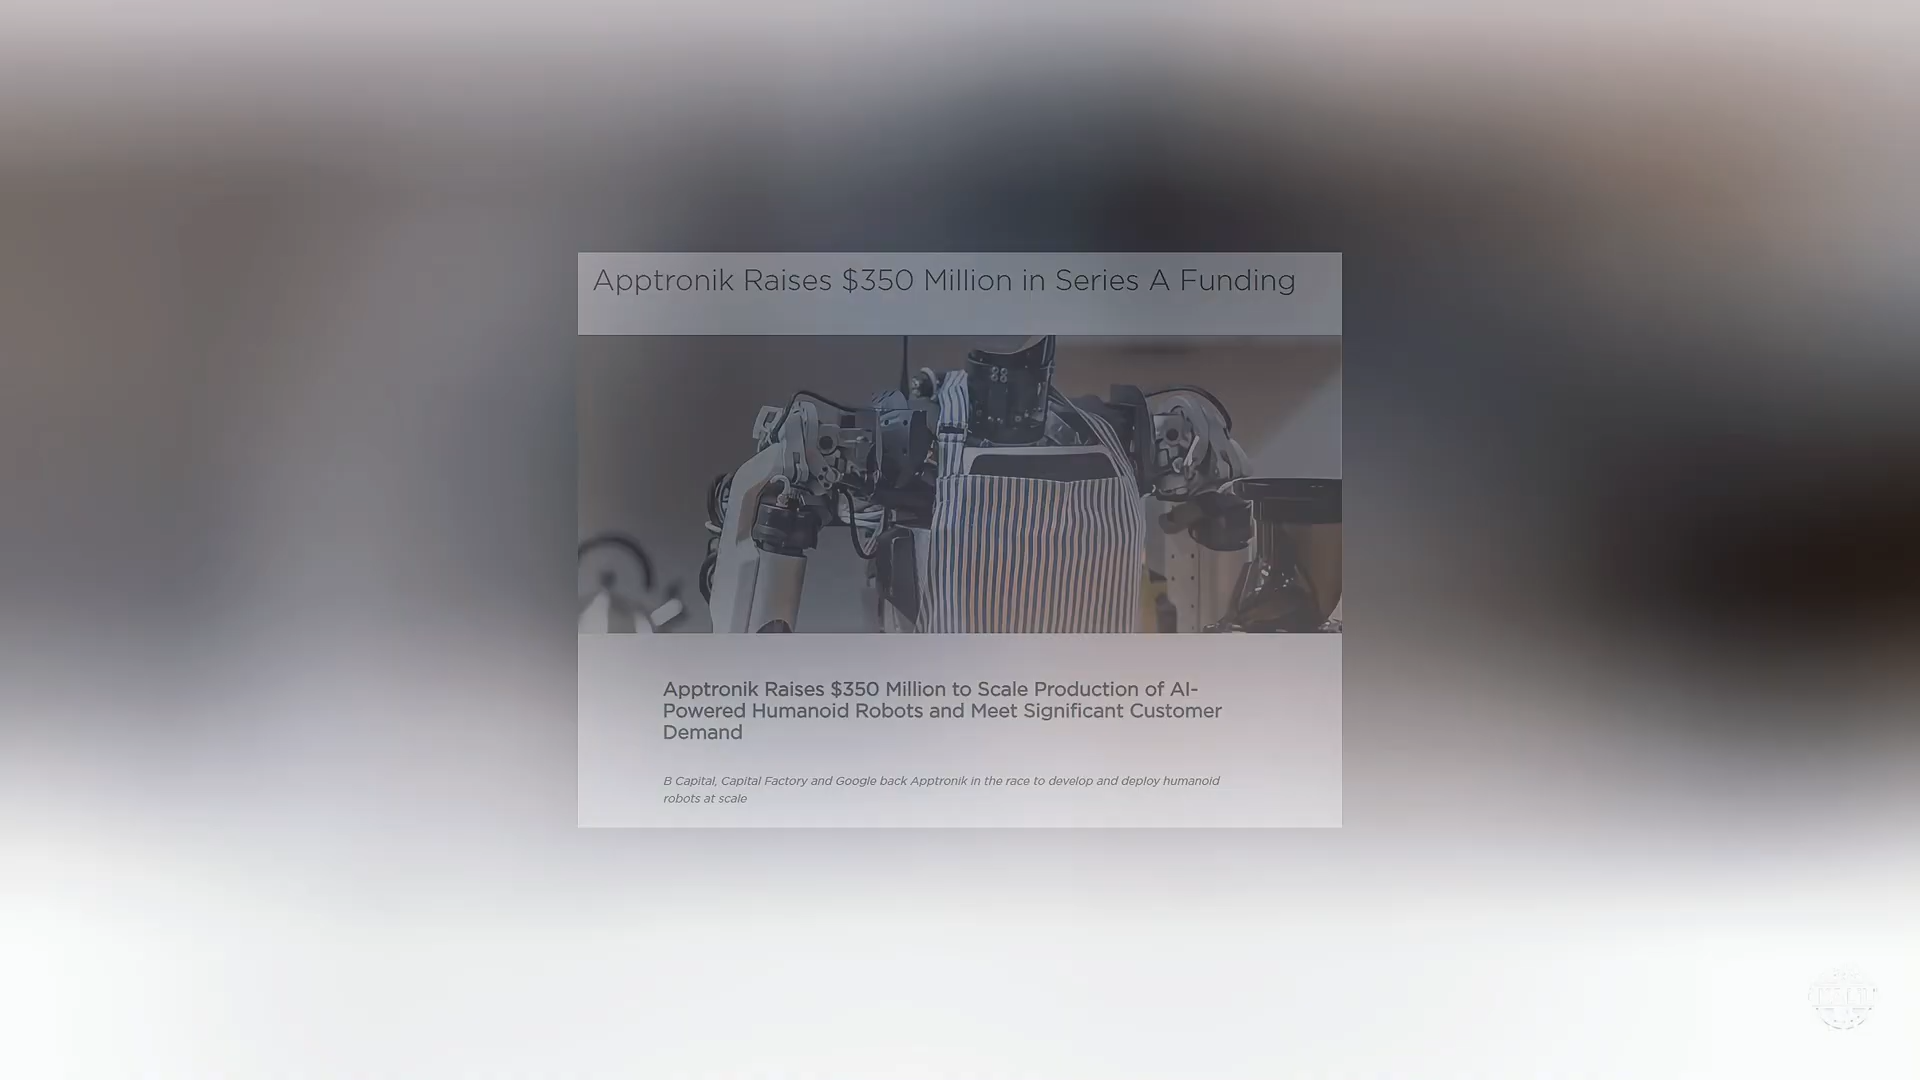 Apptronik Raises $350 Million in Series A Funding
Apptronik Raises $350 Million to Scale Production of AI-
Powered Humanoid Robots and Meet Significant Customer
Demand
B Capital, Capital Factory and Google back Apptronik in the race to develop and deploy humanoid
robots at scale